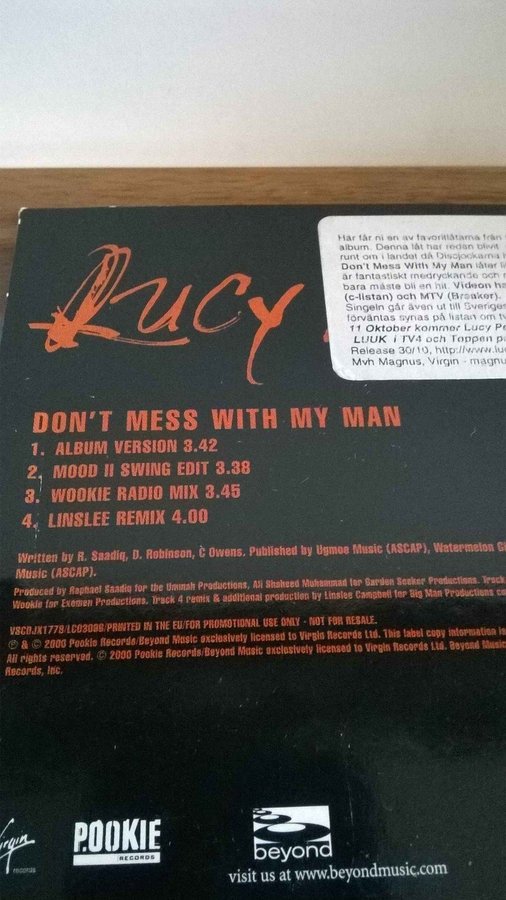 LUCY
Här får ni en av favoritlåtarna från
album. Denna låt har redan blivit
runt om i landet då Discjockarna
Don't Mess With My Man låter
är fantastiskt medryckande och
bara måste bli en hit. Videon
(c-listan) och MTV (Breaker).
Singeln går även ut till Sveriges
förväntas synas på listan om
11 Oktober kommer Lucy
LUUK i TV4 och Toppen
Release 30/10, http://www.
Mvh Magnus, Virgin -
DON'T MESS WITH MY MAN
1. ALBUM VERSION 3.42
2. MOOD II SWING EDIT 3.38
3. WOOKIE RADIO MIX 3.45
4. LINSLEE REMIX 4.00
Written by R. Saadiq, D. Robinson, C Owens. Published by Ugmoe Music (ASCAP), Watermelon
Music (ASCAP).
Produced by Raphael Saadiq for the Ummah Productions, Ali Shaheed Muhammad for Garden Seeker Productions. Track
Wookie for Exemen Productions. Track 4 remix & additional production by Linslee Campbell for Big Man Productions
VSCDJX1778/LC03098/PRINTED IN THE EU/FOR PROMOTIONAL USE ONLY - NOT FOR RESALE.
℗ & © 2000 Pookie Records/Beyond Music exclusively licensed to Virgin Records Ltd. This label copy information is
All rights reserved. © 2000 Pookie Records/Beyond Music exclusively licensed to Virgin Records Ltd. Beyond
Records, Inc.
Virgin
records
POOKIE
RECORDS
beyond
visit us at www.beyondmusic.com